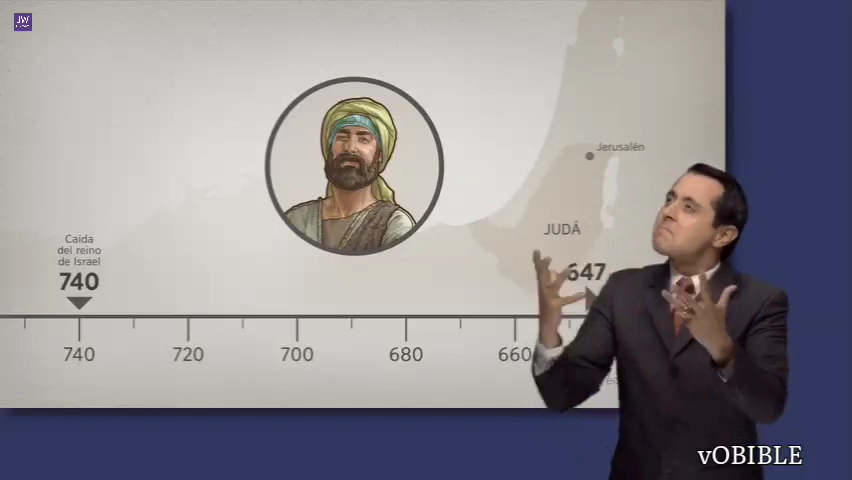 JW
Jerusalén
JUDÁ
Caída
del reino
de Israel
740
647
740
720
700
680
660
vOBIBLE